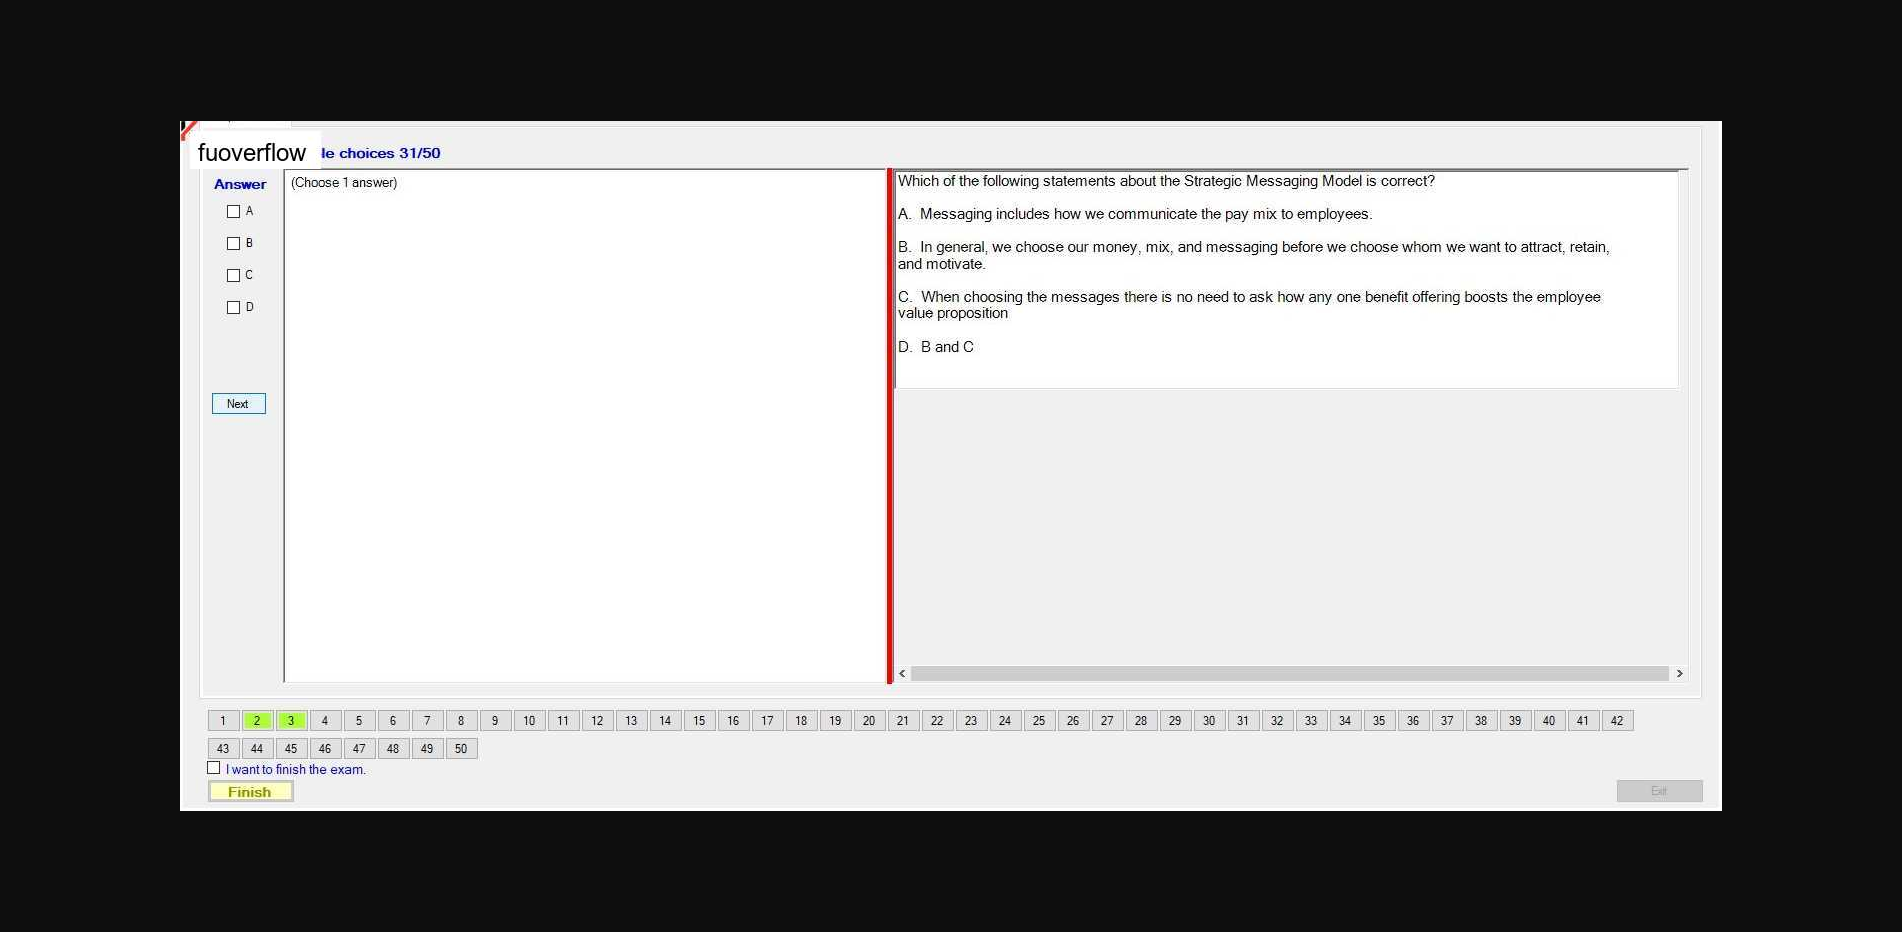 fuoverflow
le choices 31/50
Answer
(Choose 1 answer)
A
B
C
D
Next
Which of the following statements about the Strategic Messaging Model is correct?
A. Messaging includes how we communicate the pay mix to employees.
B. In general, we choose our money, mix, and messaging before we choose whom we want to attract, retain,
and motivate.
C. When choosing the messages there is no need to ask how any one benefit offering boosts the employee
value proposition
D. B and C
1 2 3 4 5 6 7 8 9 10 11 12 13 14 15 16 17 18 19 20 21 22 23 24 25 26 27 28 29 30 31 32 33 34 35 36 37 38 39 40 41 42
43 44 45 46 47 48 49 50
I want to finish the exam.
Finish
Exit